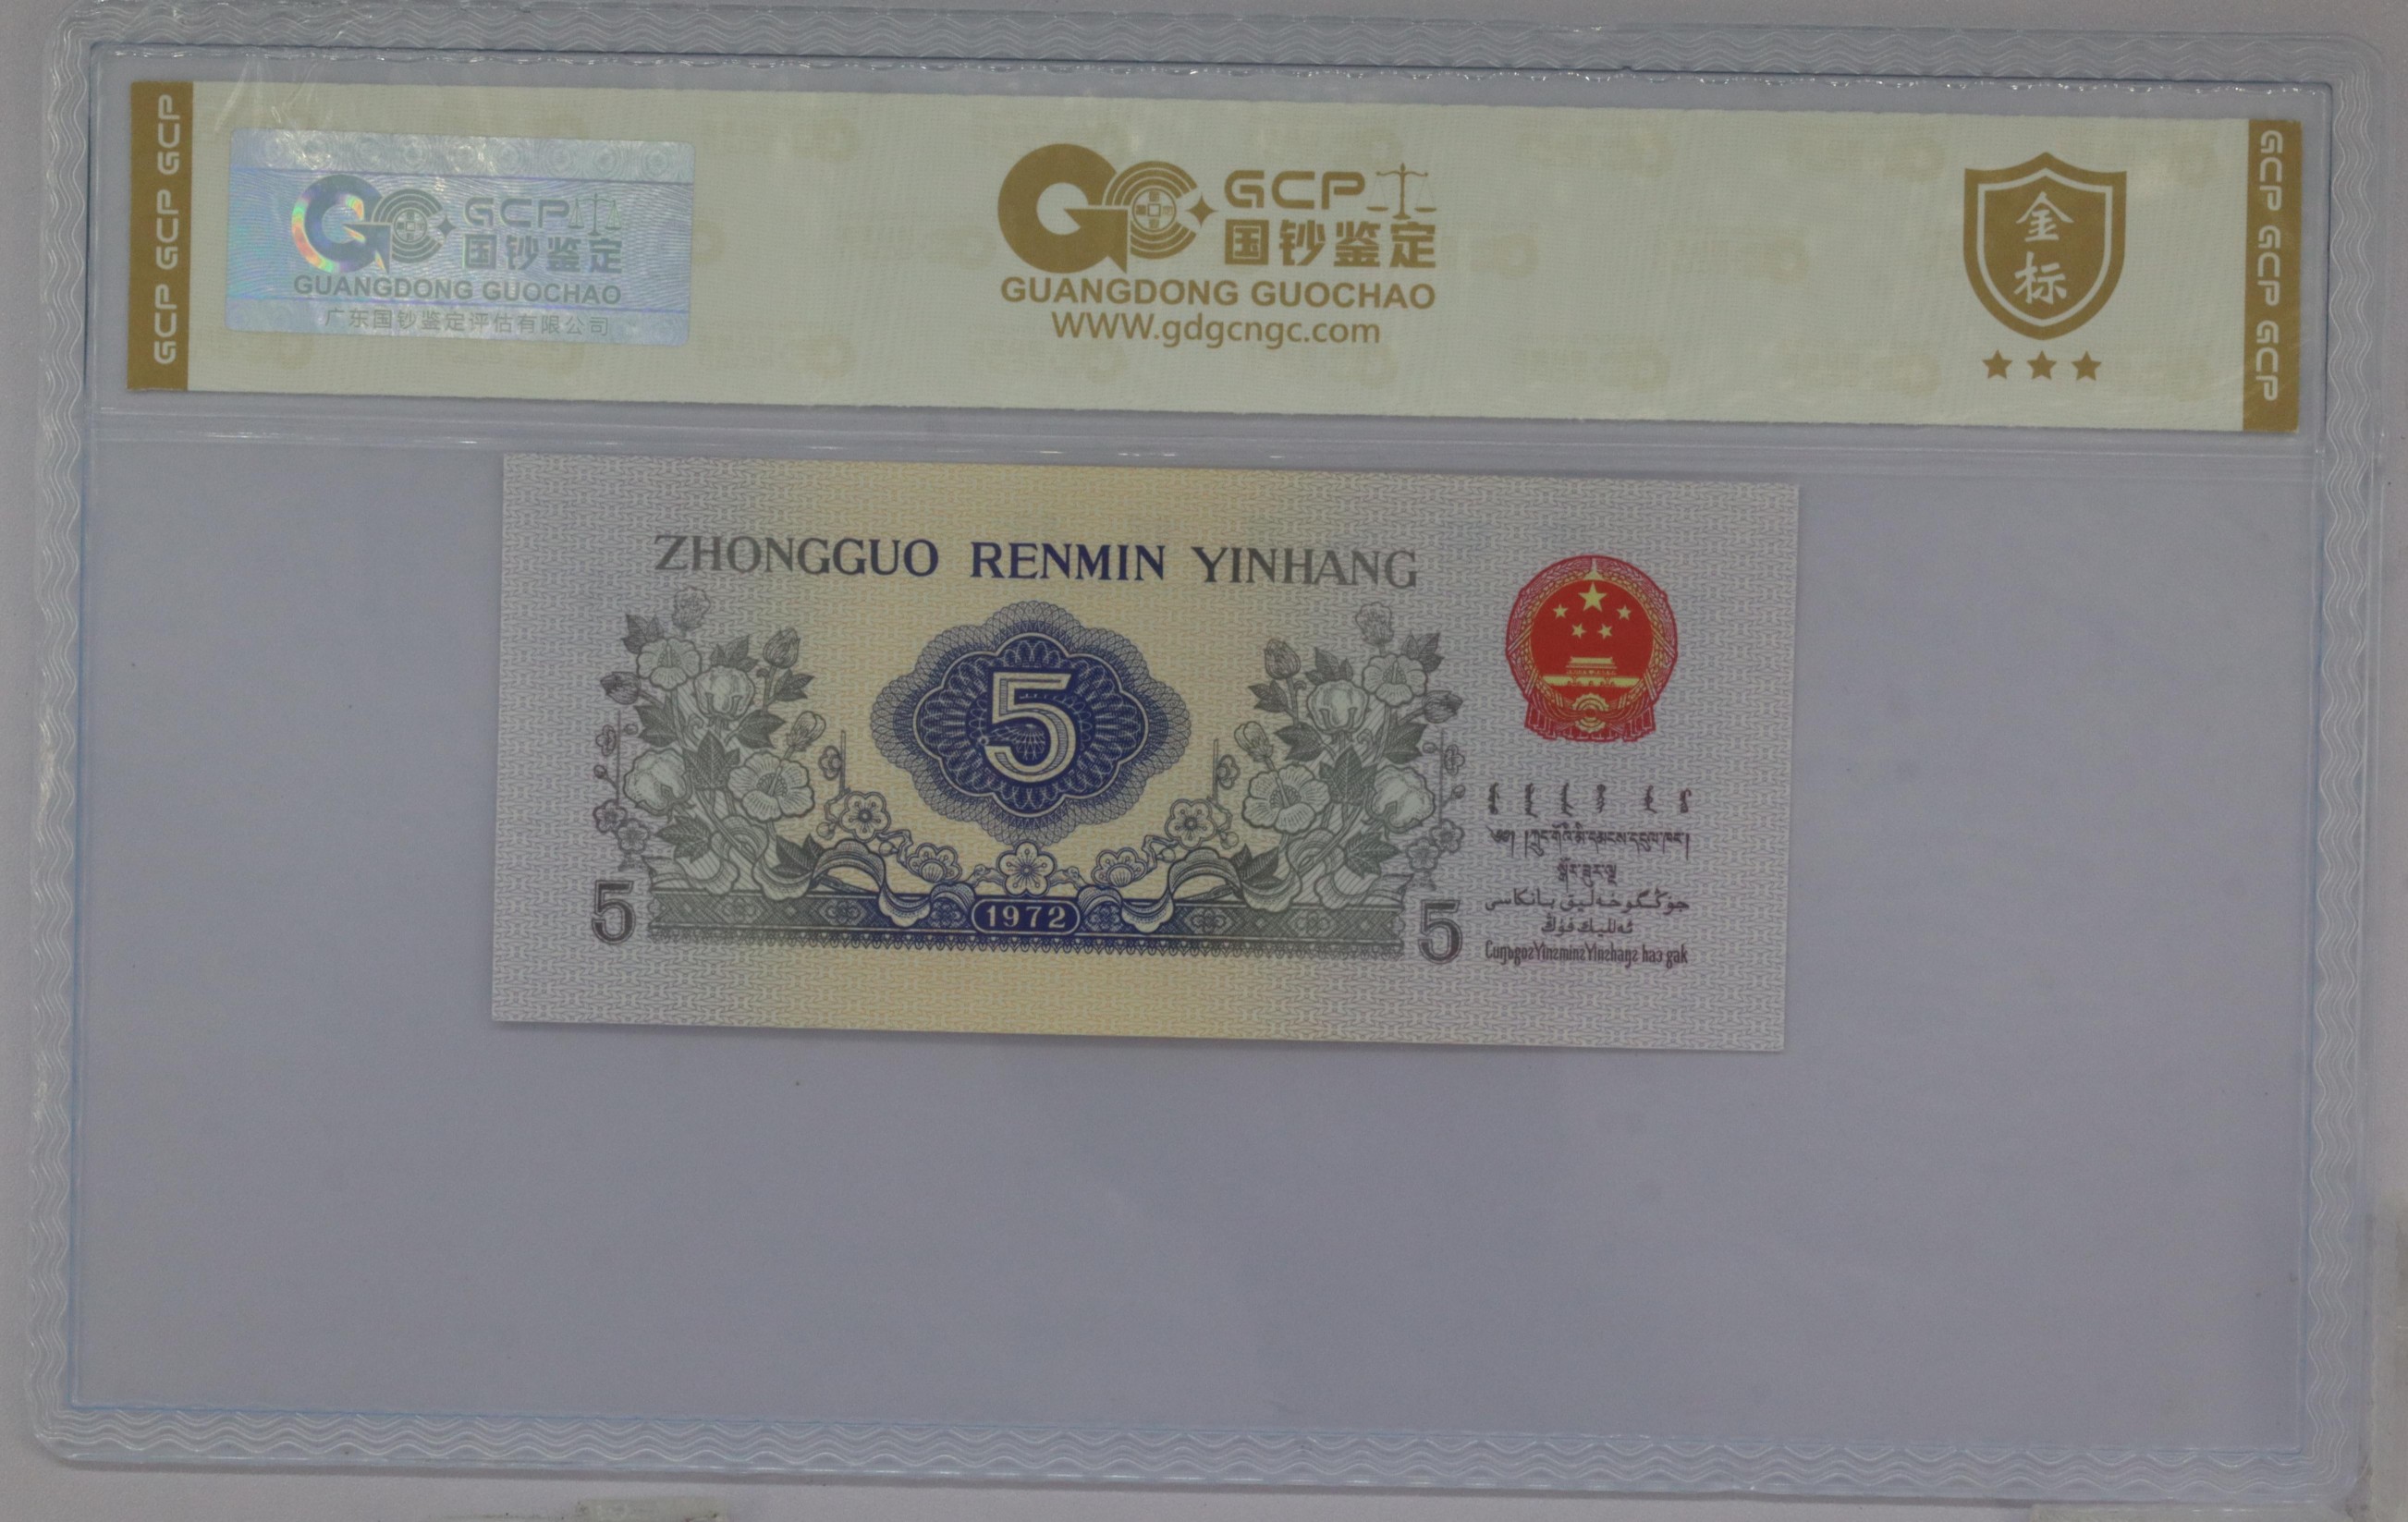 GCP GCP GCP
GCP
国钞鉴定
GUANGDONG GUOCHAO
广东国钞鉴定评估有限公司
GCP
国钞鉴定
GUANGDONG GUOCHAO
WWW.gdgcngc.com
金
标
GCP GCP GCP
ZHONGGUO RENMIN YINHANG
5
1972
5
5
جۇڭگوخەلیق بانکاسی